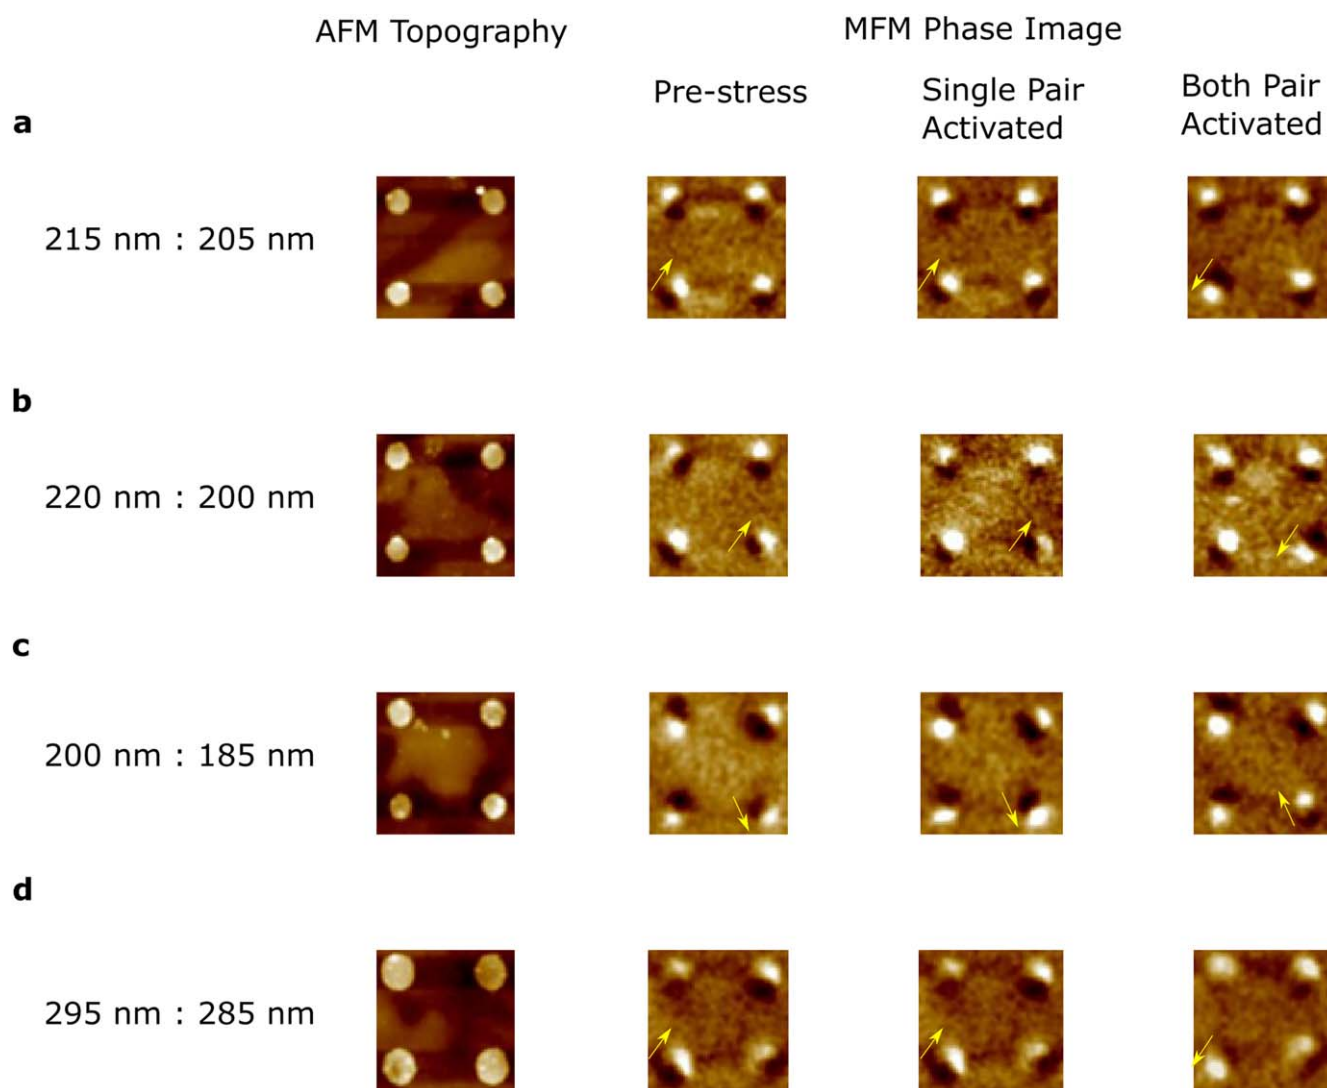 AFM Topography
MFM Phase Image
Pre-stress
Single Pair
Activated
Both Pair
Activated
a
215 nm : 205 nm
b
220 nm : 200 nm
c
200 nm : 185 nm
d
295 nm : 285 nm